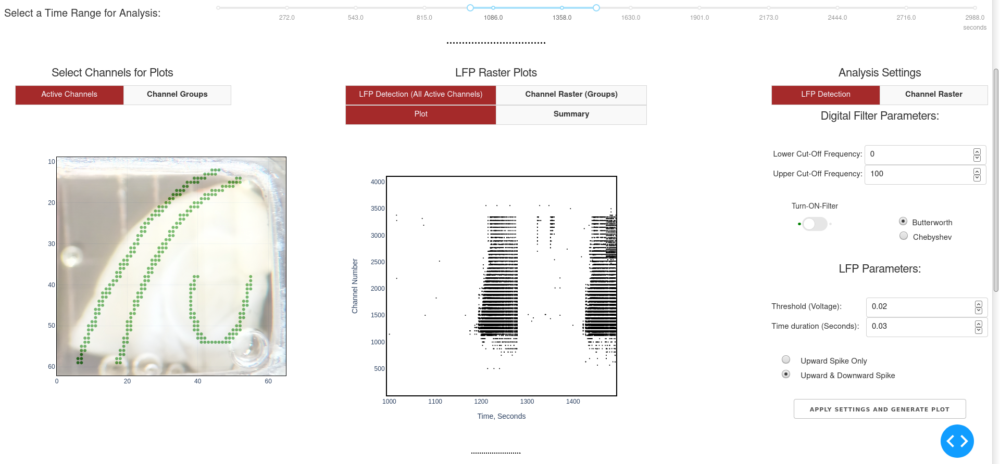 Select a Time Range for Analysis:
272.0 543.0 815.0 1086.0 1358.0 1630.0 1901.0 2173.0 2444.0 2716.0 2988.0
seconds
Select Channels for Plots
Active Channels Channel Groups
10
20
30
40
50
60
0 20 40 60
LFP Raster Plots
LFP Detection (All Active Channels) Channel Raster (Groups)
Plot Summary
4000
3500
3000
2500
2000
1500
1000
500
Channel Number
1000 1100 1200 1300 1400
Time, Seconds
Analysis Settings
LFP Detection Channel Raster
Digital Filter Parameters:
Lower Cut-Off Frequency: 0
Upper Cut-Off Frequency: 100
Turn-ON-Filter
Butterworth
Chebyshev
LFP Parameters:
Threshold (Voltage): 0.02
Time duration (Seconds): 0.03
Upward Spike Only
Upward & Downward Spike
APPLY SETTINGS AND GENERATE PLOT